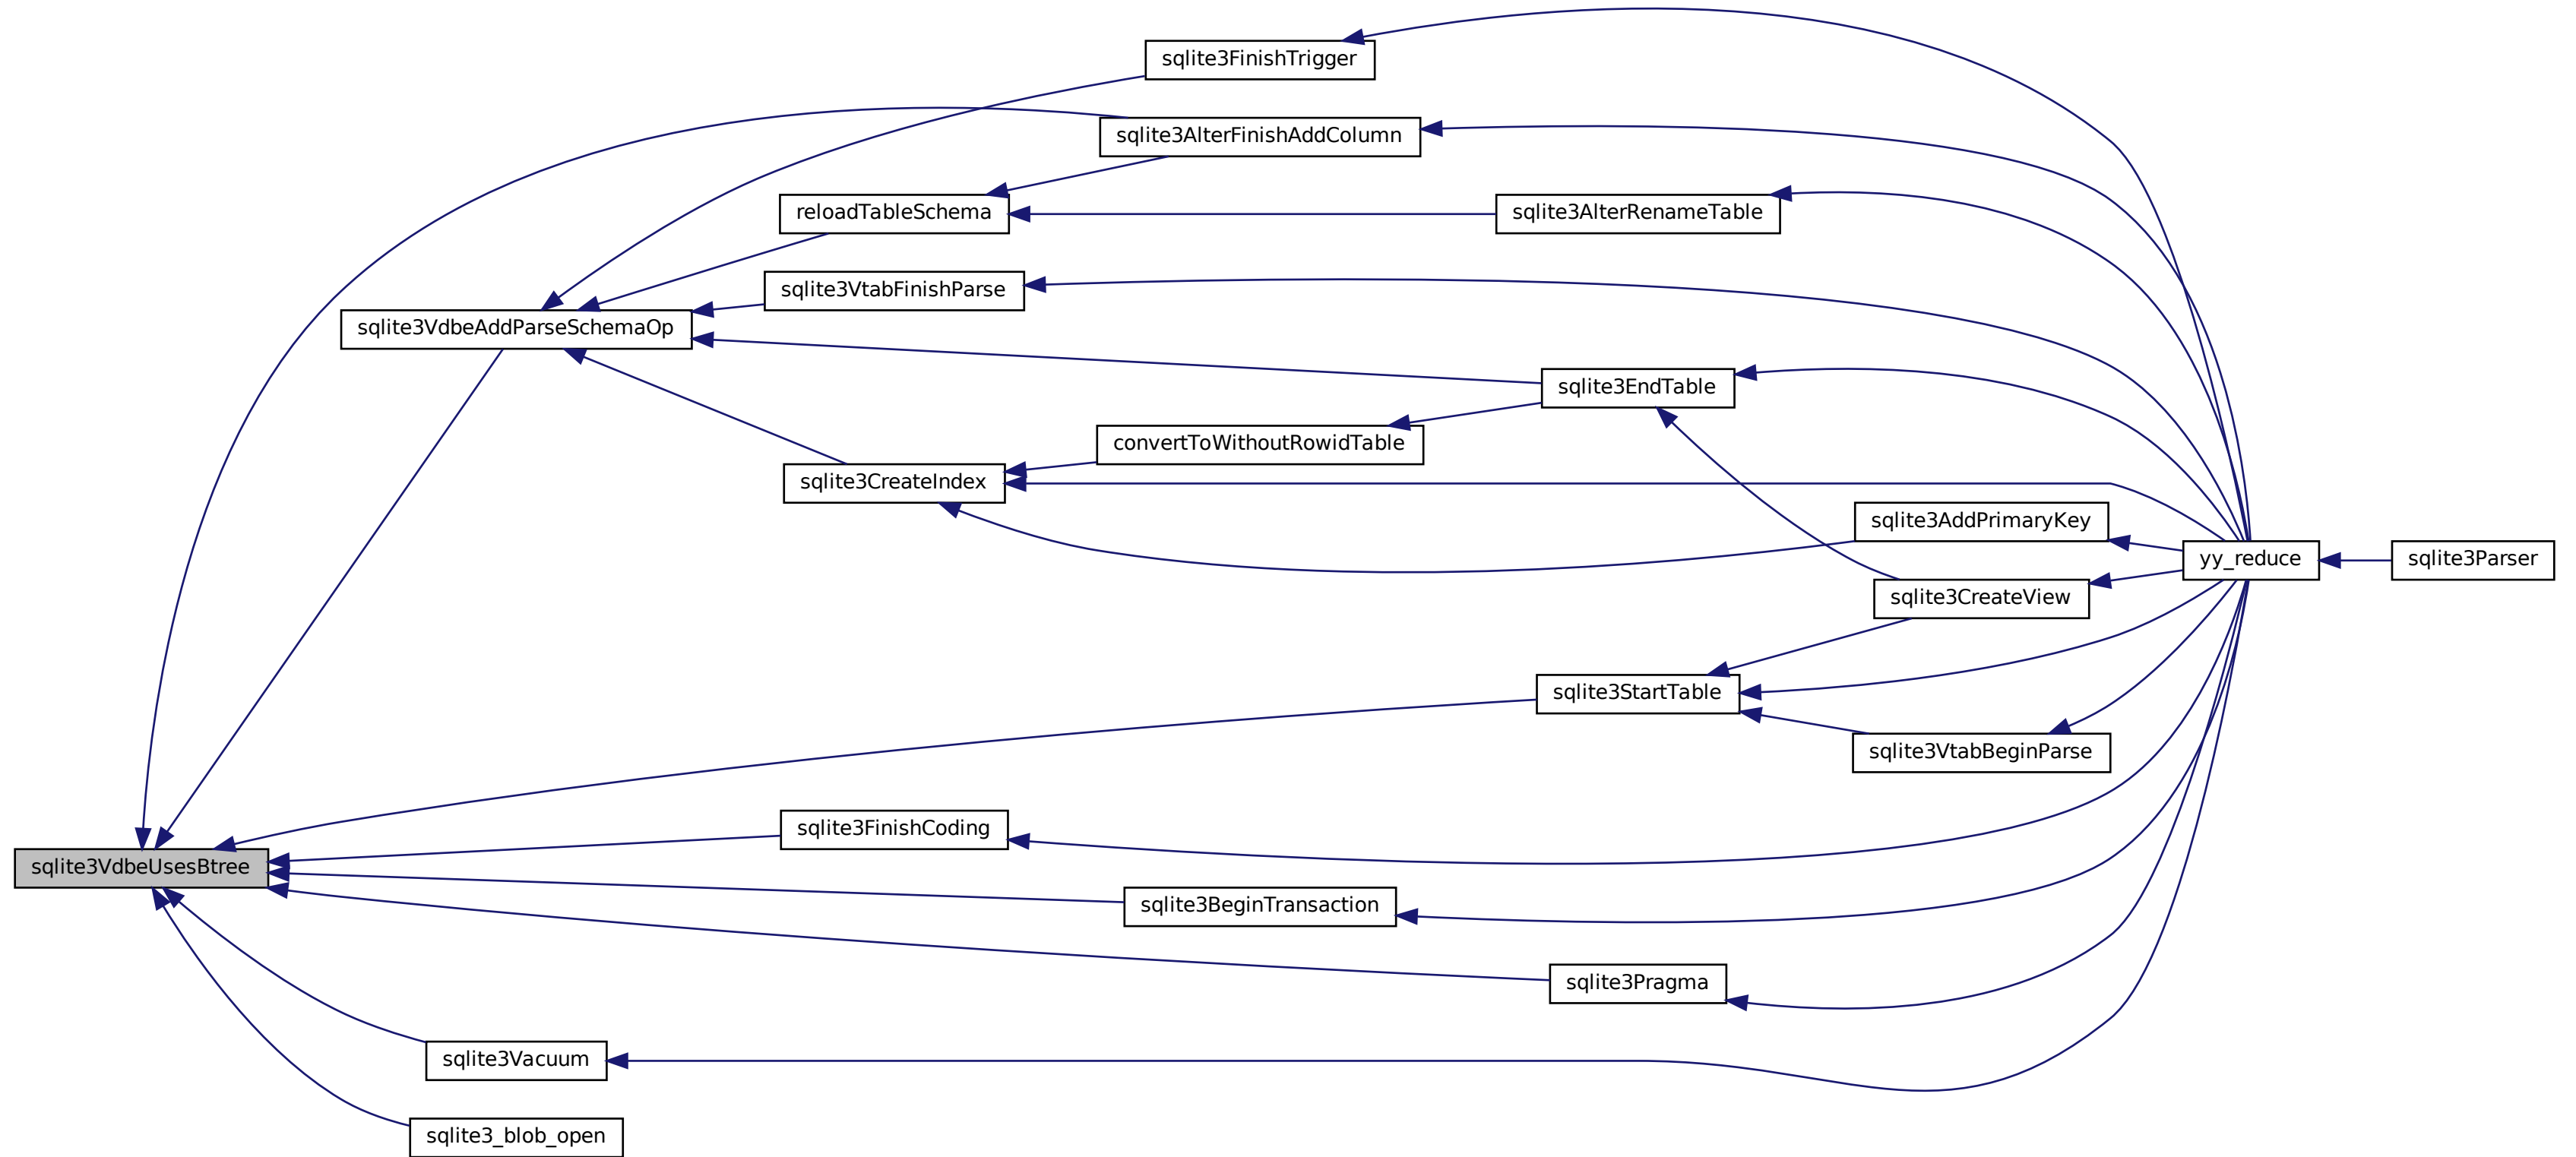 sqlite3FinishTrigger
sqlite3AlterFinishAddColumn
reloadTableSchema
sqlite3AlterRenameTable
sqlite3VtabFinishParse
sqlite3VdbeAddParseSchemaOp
sqlite3EndTable
convertToWithoutRowidTable
sqlite3CreateIndex
sqlite3AddPrimaryKey
yy_reduce
sqlite3Parser
sqlite3CreateView
sqlite3StartTable
sqlite3VtabBeginParse
sqlite3FinishCoding
sqlite3VdbeUsesBtree
sqlite3BeginTransaction
sqlite3Pragma
sqlite3Vacuum
sqlite3_blob_open